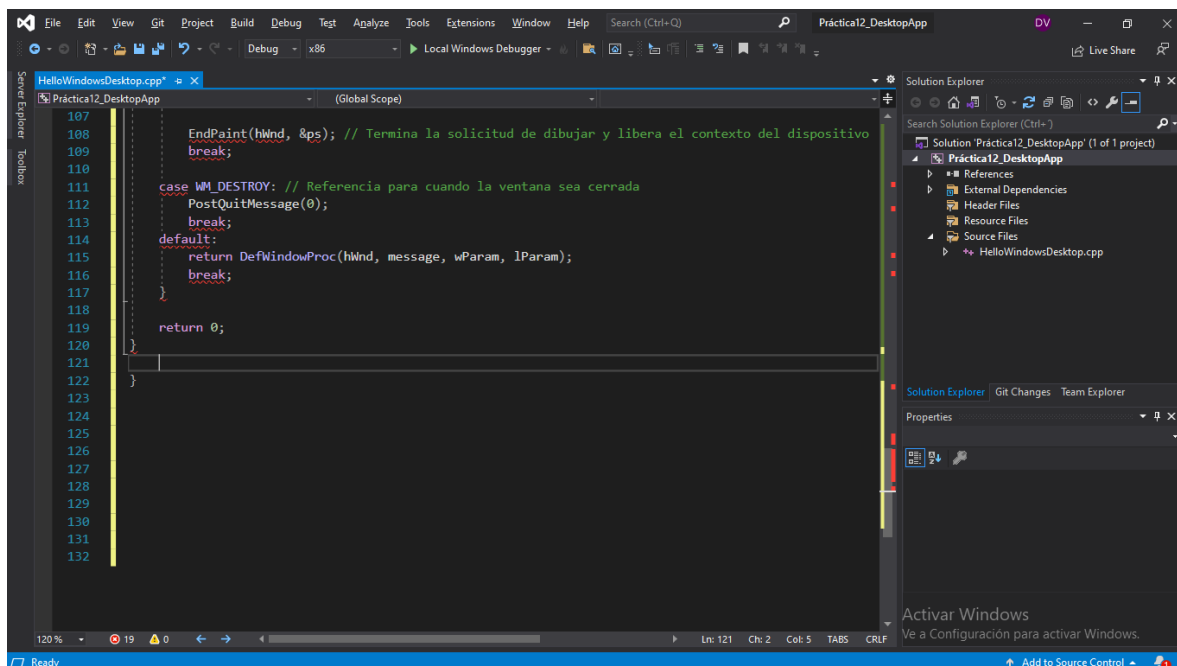 File Edit View Git Project Build Debug Test Analyze Tools Extensions Window Help Search (Ctrl+Q) Práctica12_DesktopApp DV
Debug x86 Local Windows Debugger Live Share
Server Explorer
Toolbox
HelloWindowsDesktop.cpp*
Práctica12_DesktopApp (Global Scope)
107
108 EndPaint(hWnd, &ps); // Termina la solicitud de dibujar y libera el contexto del dispositivo
109 break;
110
111 case WM_DESTROY: // Referencia para cuando la ventana sea cerrada
112 PostQuitMessage(0);
113 break;
114 default:
115 return DefWindowProc(hWnd, message, wParam, lParam);
116 break;
117 }
118
119 return 0;
120 }
121
122 }
123
124
125
126
127
128
129
130
131
132
120 % 19 0 Ln: 121 Ch: 2 Col: 5 TABS CRLF
Solution Explorer
Search Solution Explorer (Ctrl+´)
Solution 'Práctica12_DesktopApp' (1 of 1 project)
Práctica12_DesktopApp
References
External Dependencies
Header Files
Resource Files
Source Files
HelloWindowsDesktop.cpp
Solution Explorer Git Changes Team Explorer
Properties
Activar Windows
Ve a Configuración para activar Windows.
Ready Add to Source Control 1